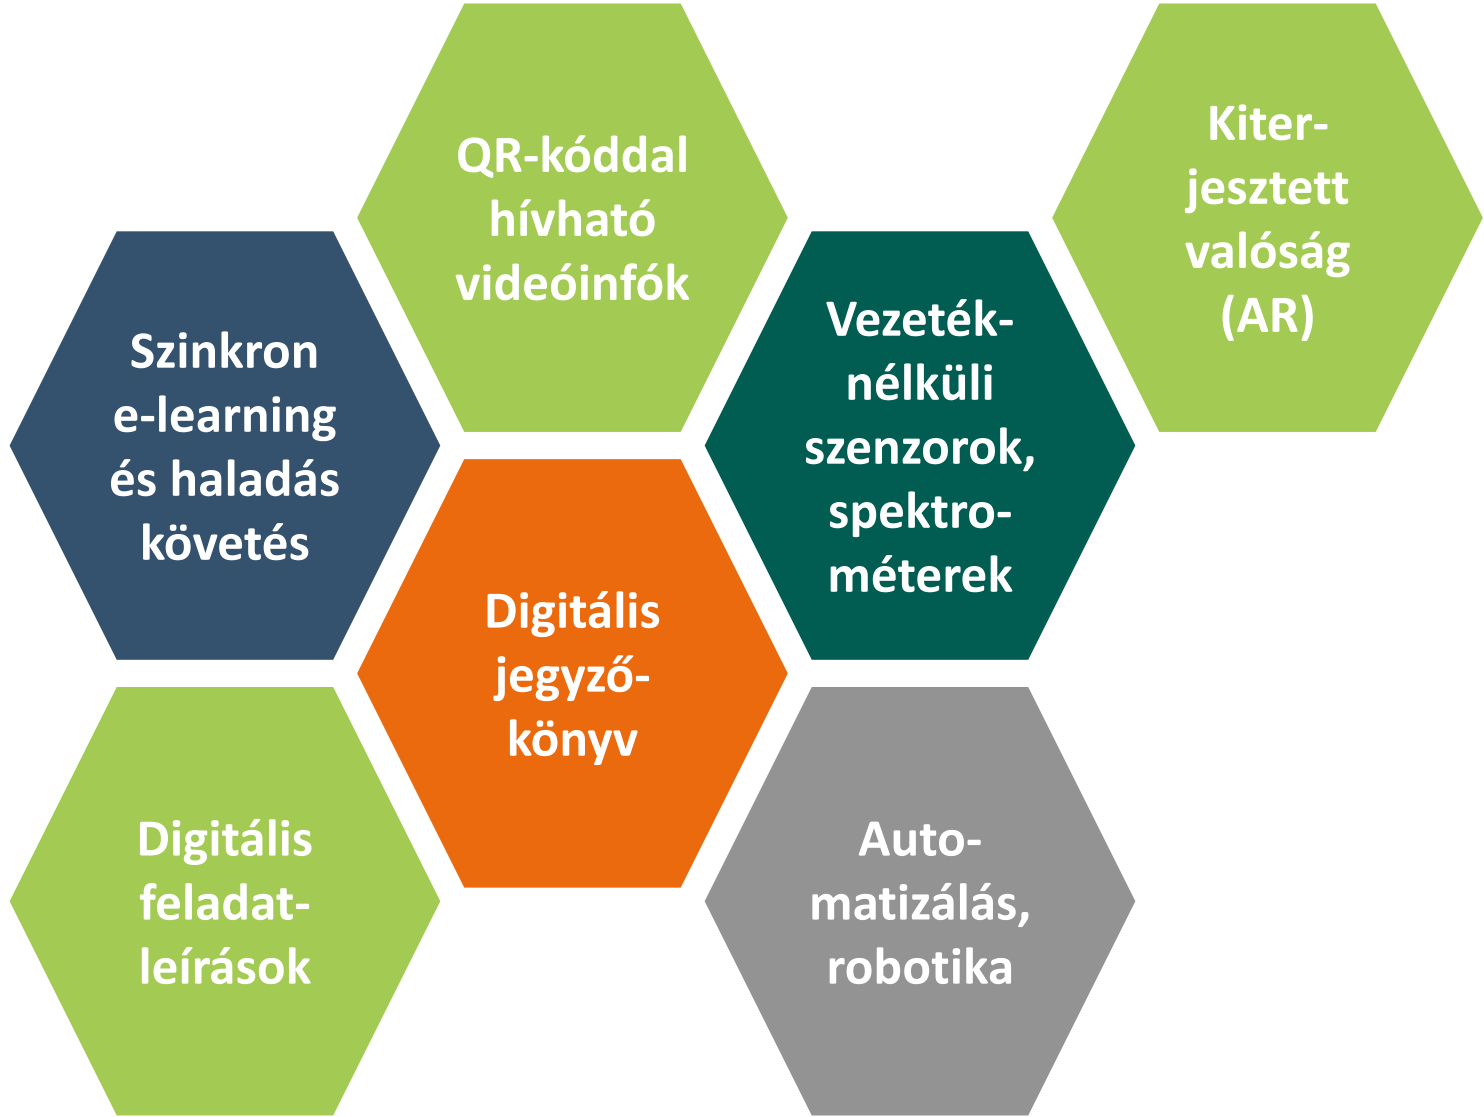 QR-kóddal
hívható
videóinfók
Kiter-
jesztett
valóság
(AR)
Szinkron
e-learning
és haladás
követés
Vezeték-
nélküli
szenzorok,
spektro-
méterek
Digitális
jegyző-
könyv
Digitális
feladat-
leírások
Auto-
matizálás,
robotika